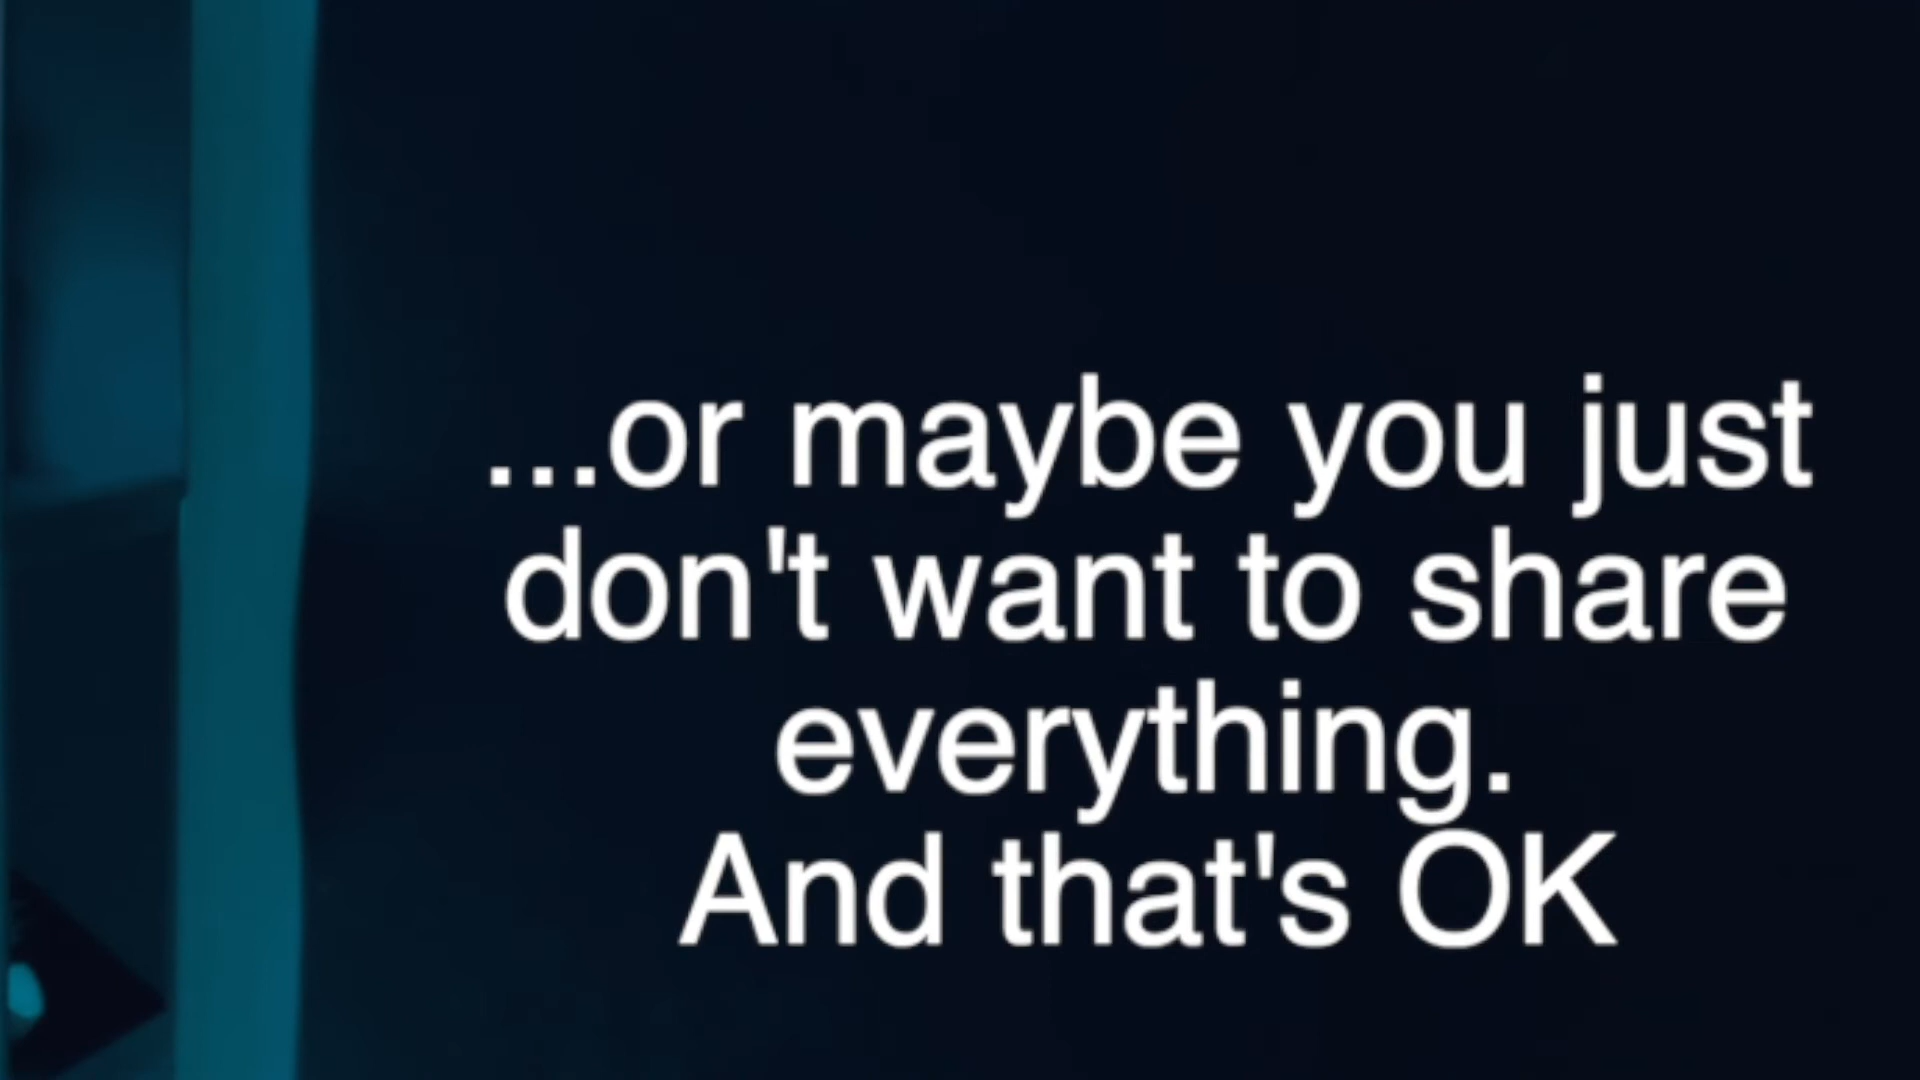 ...or maybe you just
don't want to share
everything.
And that's OK